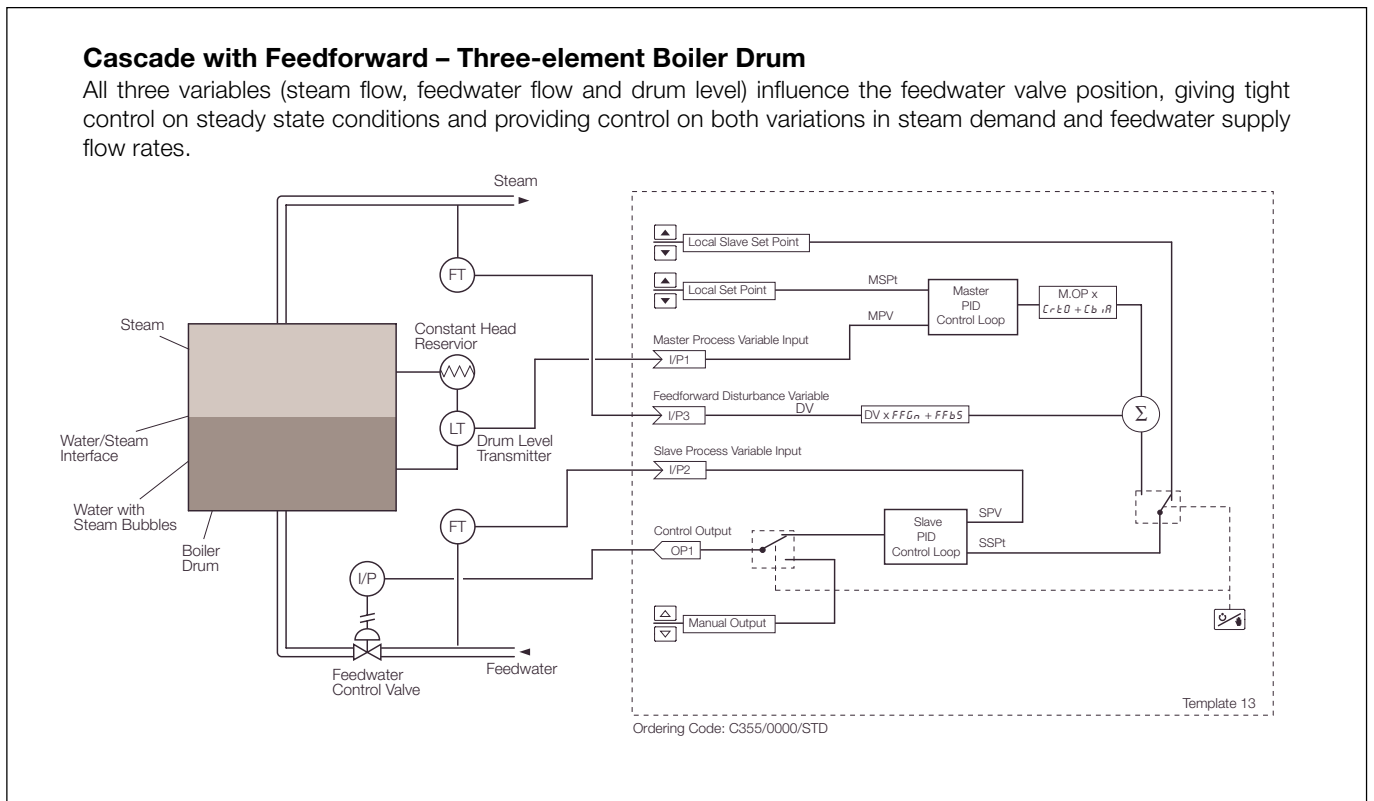 Cascade with Feedforward – Three-element Boiler Drum
All three variables (steam flow, feedwater flow and drum level) influence the feedwater valve position, giving tight
control on steady state conditions and providing control on both variations in steam demand and feedwater supply
flow rates.
Steam
FT
Steam
Constant Head
Reservior
LT
Drum Level
Transmitter
Water/Steam
Interface
Water with
Steam Bubbles
Boiler
Drum
FT
I/P
Feedwater
Control Valve
Feedwater
Local Slave Set Point
Local Set Point
MSPt
MPV
Master
PID
Control Loop
M.OP x
CrtO + CbiA
Master Process Variable Input
I/P1
Feedforward Disturbance Variable
DV
I/P3
DV x FFGn + FFbS
Σ
Slave Process Variable Input
I/P2
SPV
Slave
PID
Control Loop
SSPt
Control Output
OP1
Manual Output
Template 13
Ordering Code: C355/0000/STD